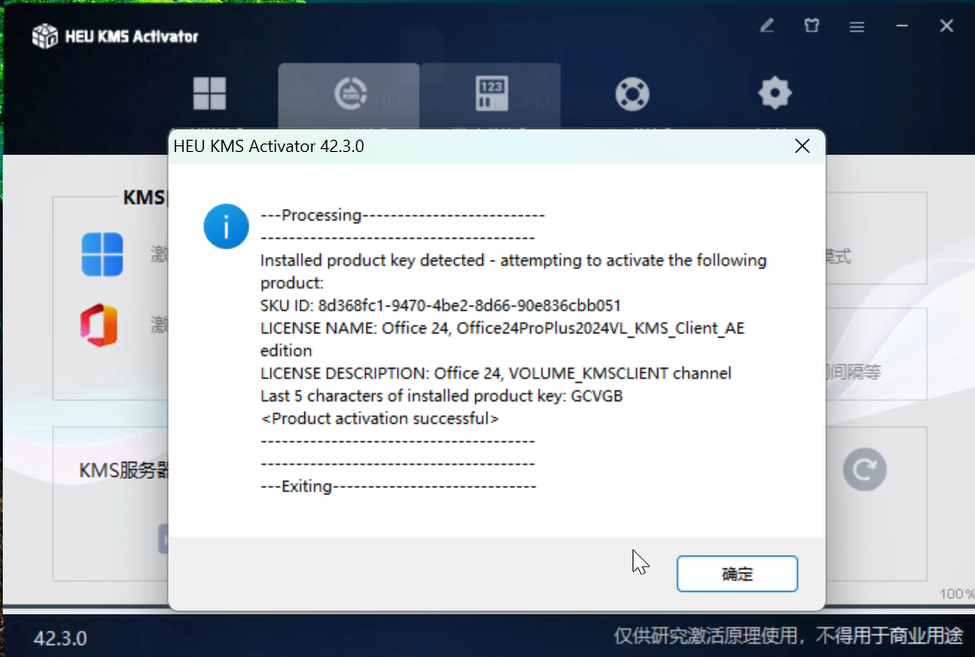 HEU KMS Activator
123
KMS
HEU KMS Activator 42.3.0
KMS
---Processing--------------------------
---------------------------------------
Installed product key detected - attempting to activate the following
product:
SKU ID: 8d368fc1-9470-4be2-8d66-90e836cbb051
LICENSE NAME: Office 24, Office24ProPlus2024VL_KMS_Client_AE
edition
LICENSE DESCRIPTION: Office 24, VOLUME_KMSCLIENT channel
Last 5 characters of installed product key: GCVGB
<Product activation successful>
---------------------------------------
---------------------------------------
---Exiting-----------------------------
激
模式
激
间隔等
KMS服务器
确定
100%
42.3.0
仅供研究激活原理使用，不得用于商业用途